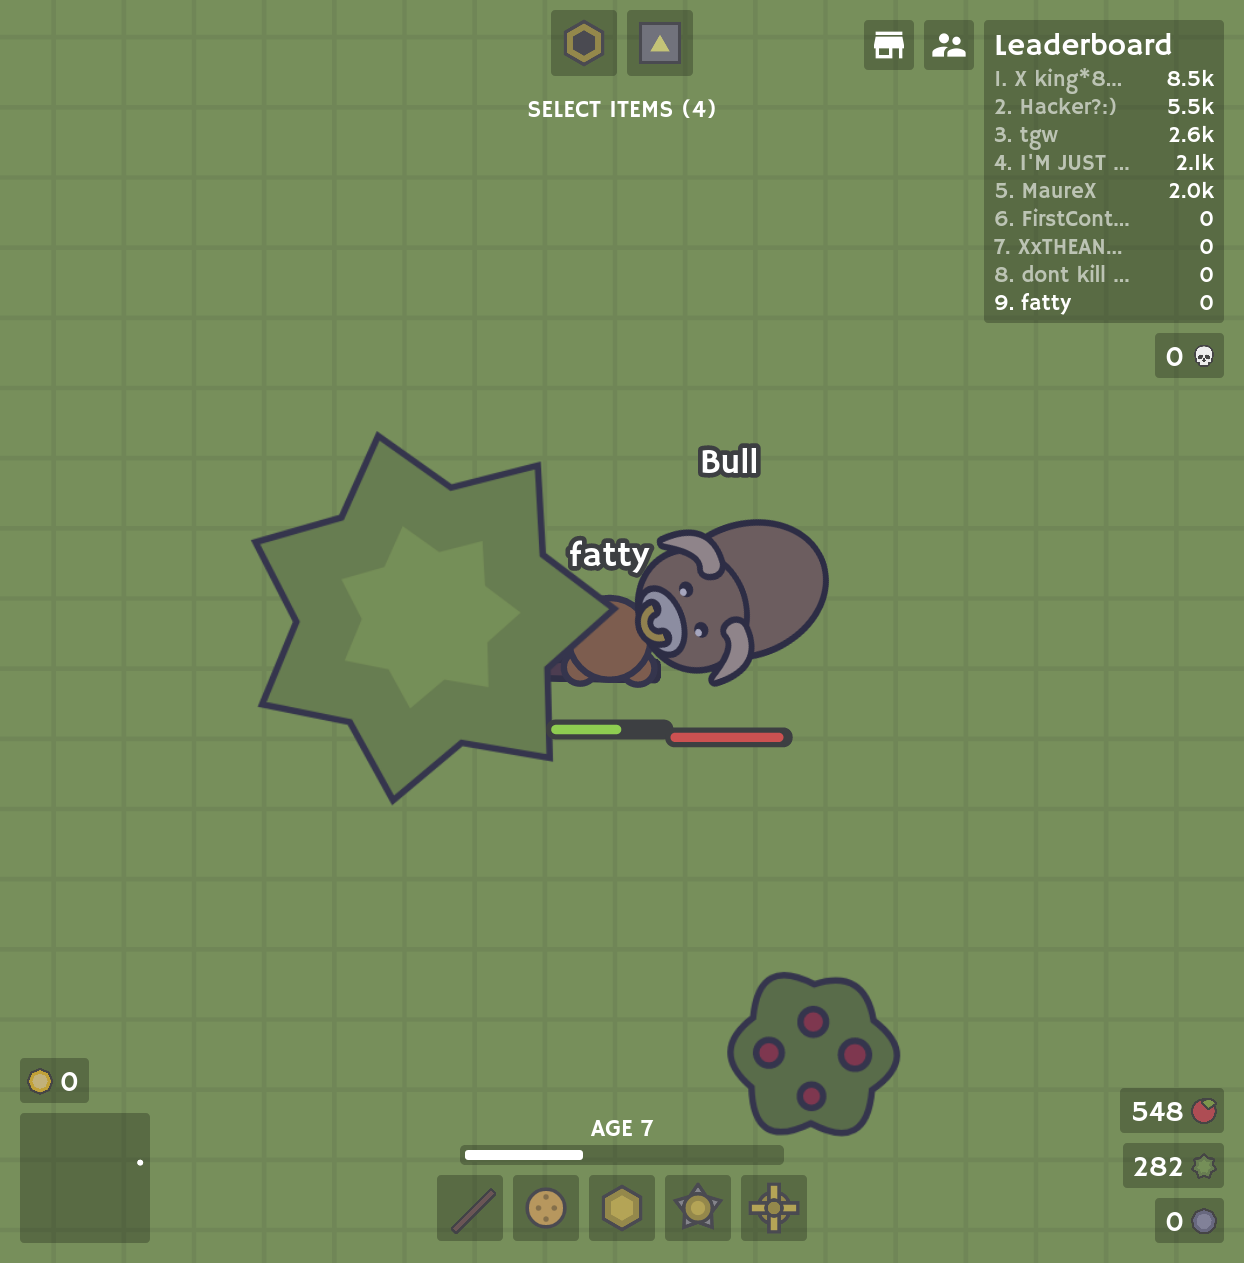 SELECT ITEMS (4)
Leaderboard
1. X king*8... 8.5k
2. Hacker?:) 5.5k
3. tgw 2.6k
4. I'M JUST ... 2.1k
5. MaureX 2.0k
6. FirstCont... 0
7. XxTHEAN... 0
8. dont kill ... 0
9. fatty 0
0
Bull
fatty
0
548
AGE 7
282
0